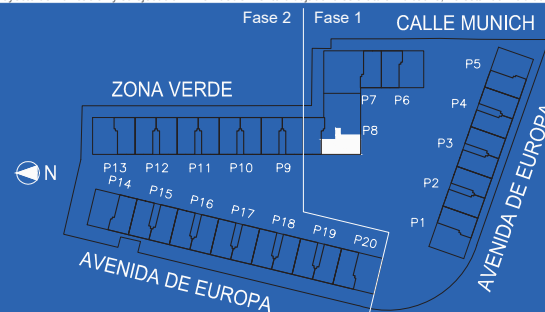 Fase 2
Fase 1
CALLE MUNICH
ZONA VERDE
P5
P4
P3
P2
P1
P7
P6
P8
P13
P12
P11
P10
P9
N
P14
P15
P16
P17
P18
P19
P20
AVENIDA DE EUROPA
AVENIDA DE EUROPA